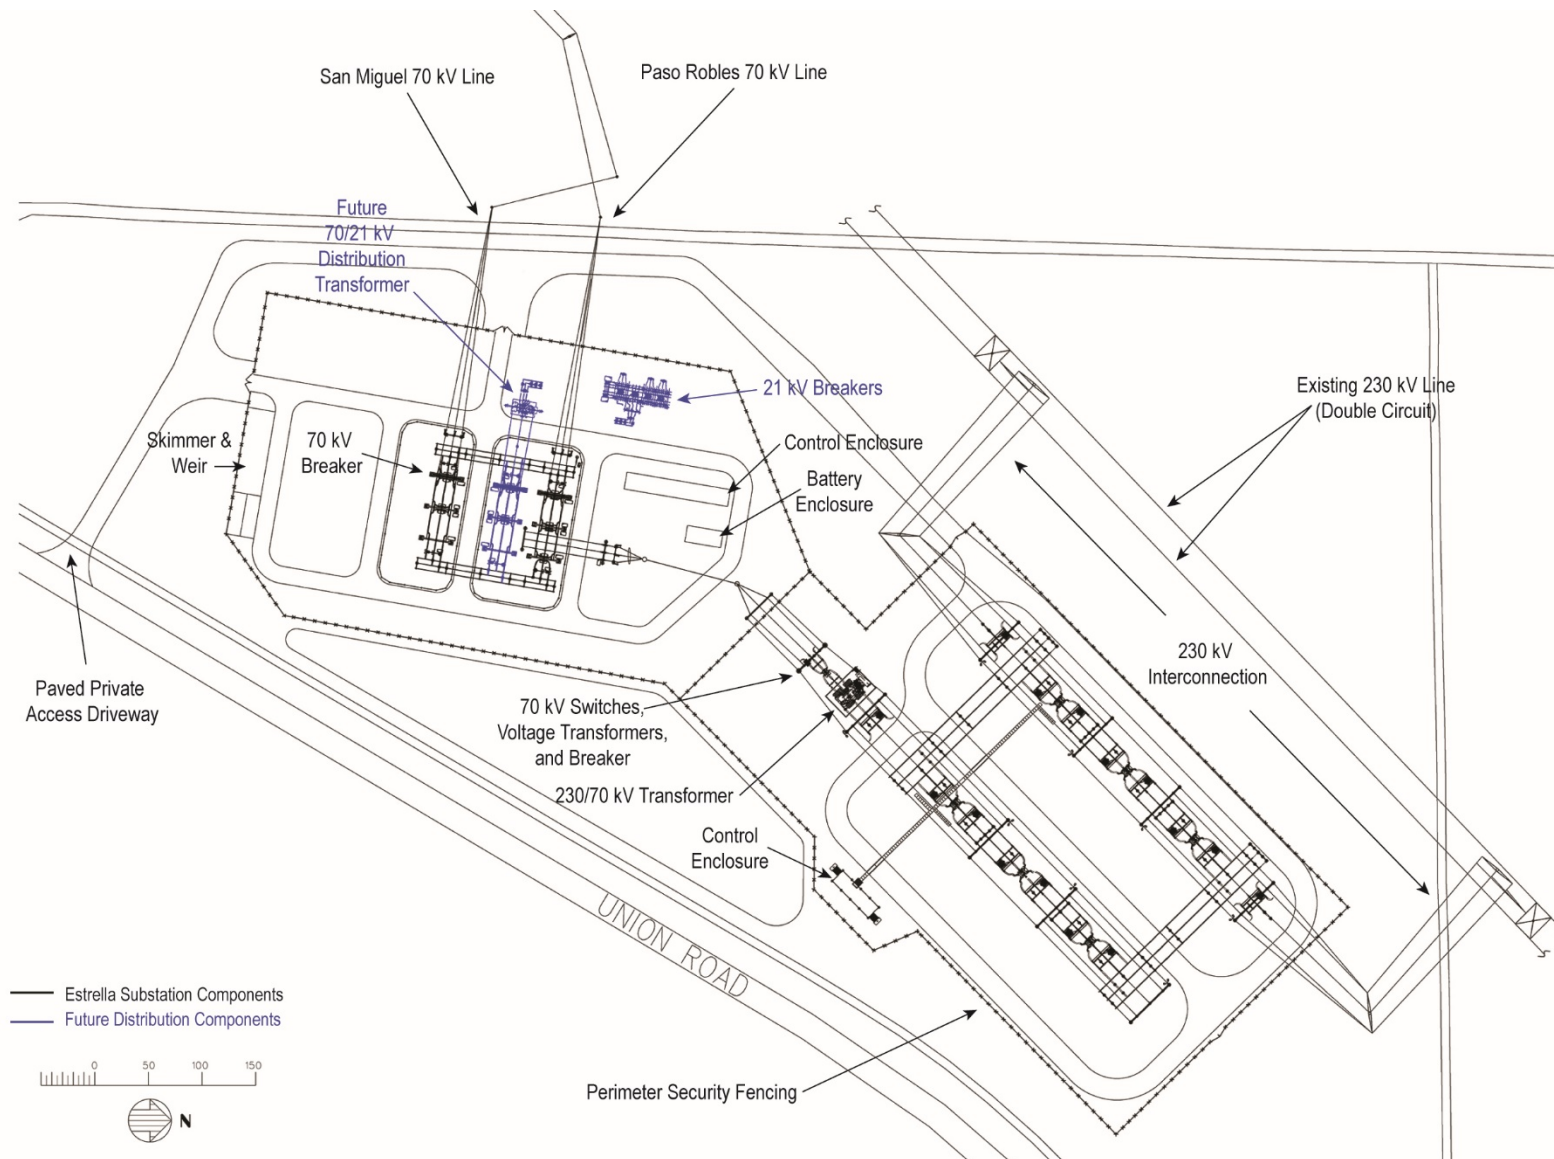 San Miguel 70 kV Line
Paso Robles 70 kV Line
Future
70/21 kV
Distribution
Transformer
21 kV Breakers
Existing 230 kV Line
(Double Circuit)
Skimmer &
Weir
70 kV
Breaker
Control Enclosure
Battery
Enclosure
230 kV
Interconnection
Paved Private
Access Driveway
70 kV Switches,
Voltage Transformers,
and Breaker
230/70 kV Transformer
Control
Enclosure
UNION ROAD
Estrella Substation Components
Future Distribution Components
0 50 100 150
Perimeter Security Fencing
N